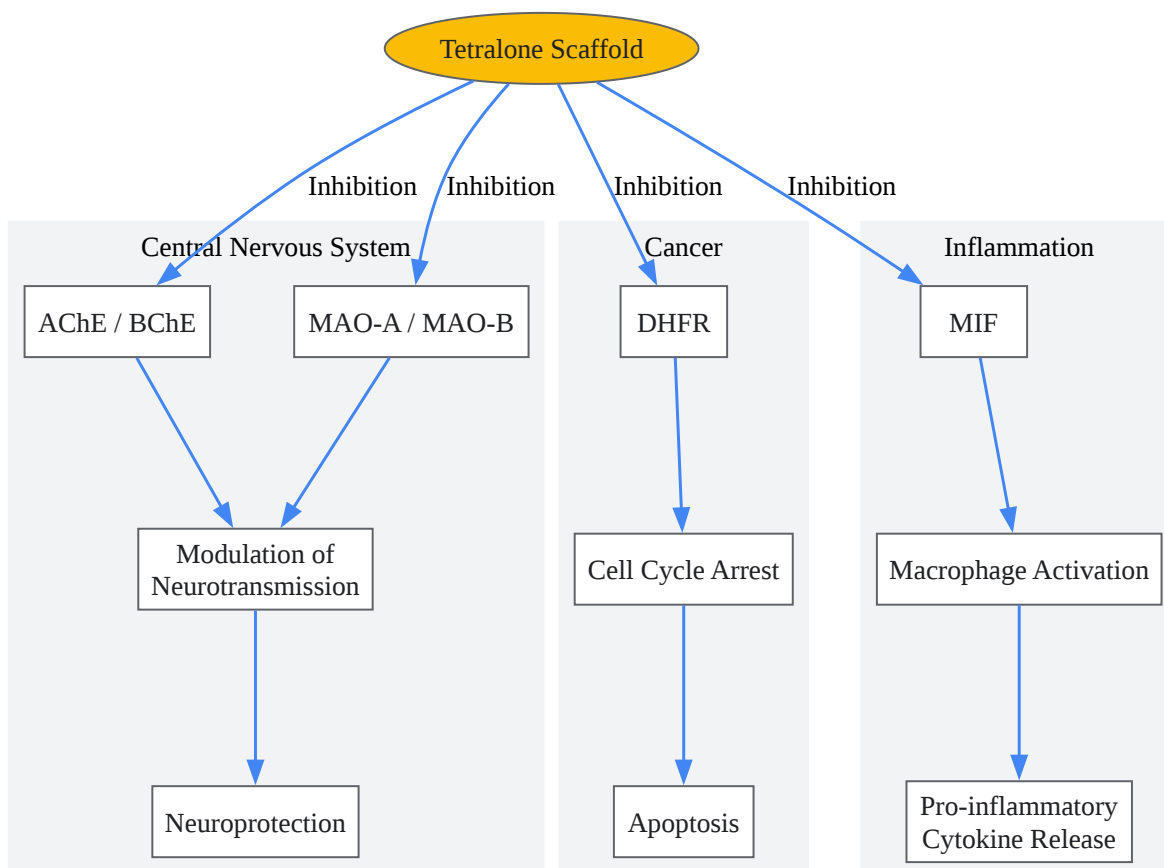 Tetralone Scaffold
Inhibition
Inhibition
Inhibition
Inhibition
Central Nervous System
Cancer
Inflammation
AChE / BChE
MAO-A / MAO-B
DHFR
MIF
Modulation of
Neurotransmission
Cell Cycle Arrest
Macrophage Activation
Neuroprotection
Apoptosis
Pro-inflammatory
Cytokine Release